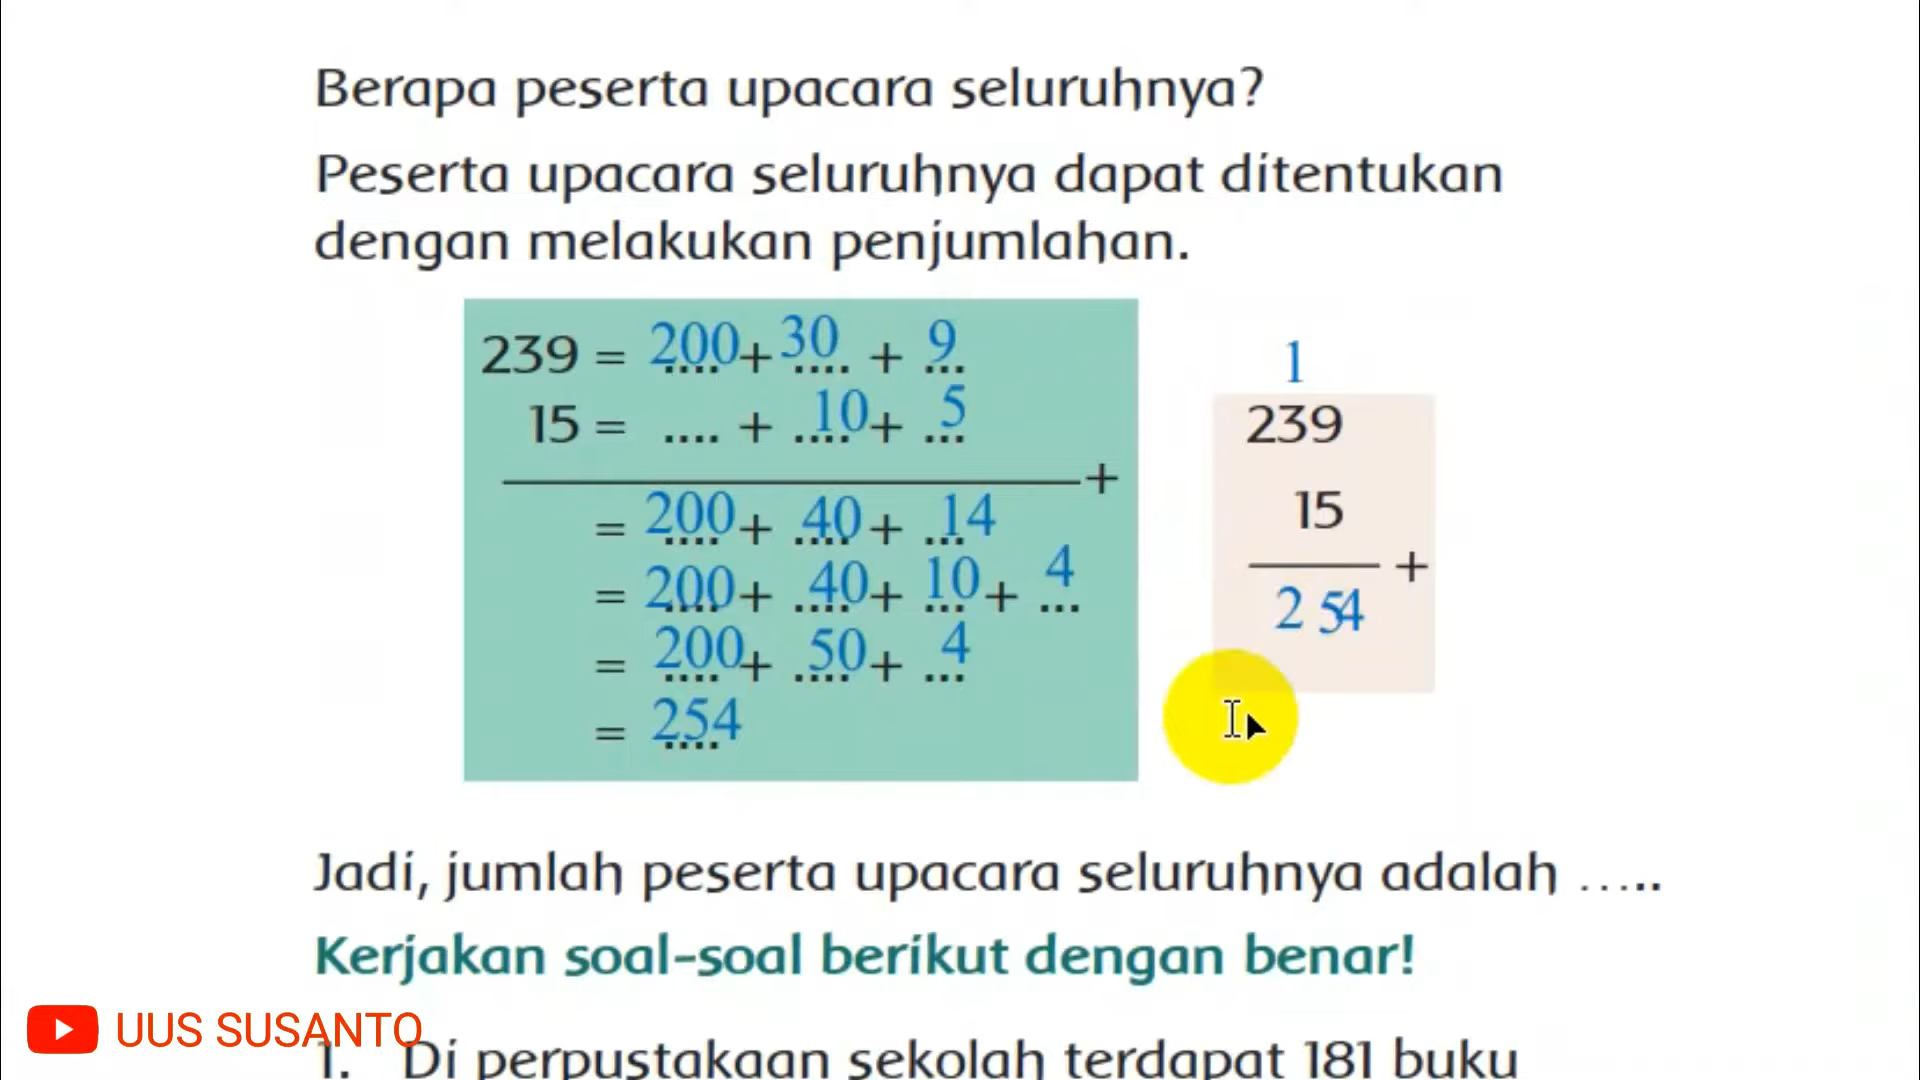 Berapa peserta upacara seluruhnya?
Peserta upacara seluruhnya dapat ditentukan
dengan melakukan penjumlahan.
239 = 200 + 30 + 9
15 = .... + 10 + 5
+
= 200 + 40 + 14
= 200 + 40 + 10 + 4
= 200 + 50 + 4
= 254
1
239
15
+
2 54
Jadi, jumlah peserta upacara seluruhnya adalah .....
Kerjakan soal-soal berikut dengan benar!
UUS SUSANTO
1. Di perpustakaan sekolah terdapat 181 buku